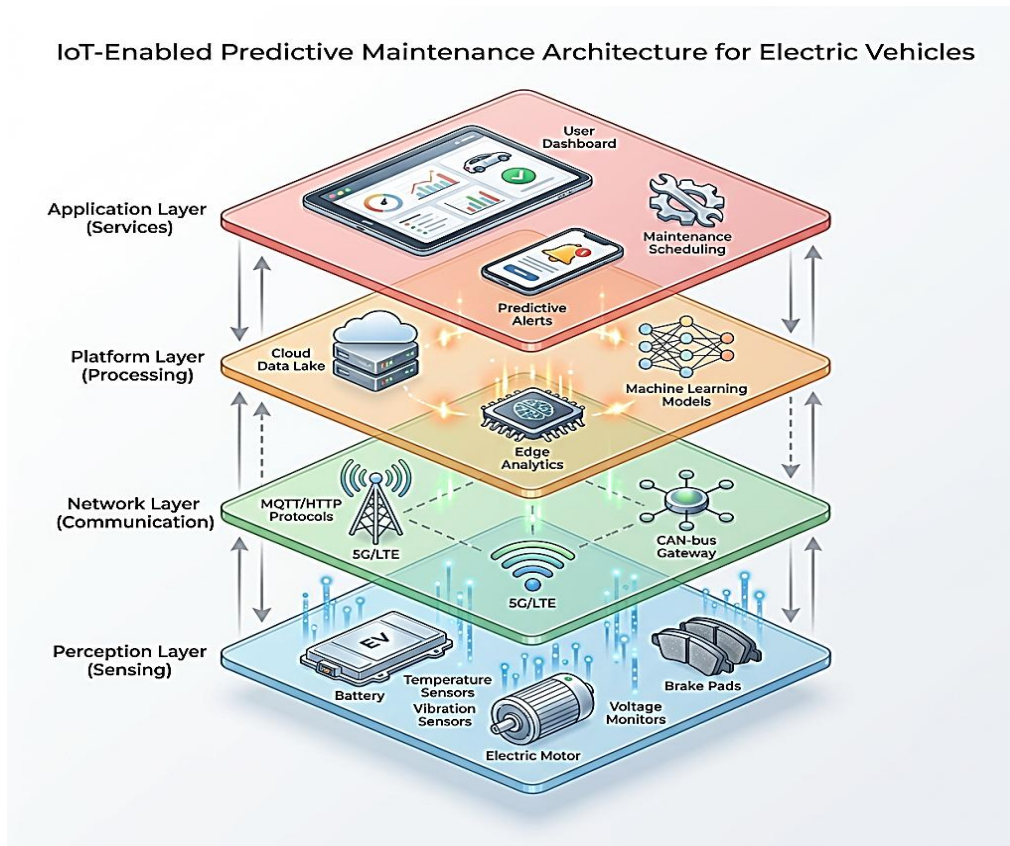 IoT-Enabled Predictive Maintenance Architecture for Electric Vehicles
User
Dashboard
Application Layer
(Services)
Maintenance
Scheduling
Predictive
Alerts
Platform Layer
(Processing)
Cloud
Data Lake
Machine Learning
Models
Edge
Analytics
Network Layer
(Communication)
MQTT/HTTP
Protocols
5G/LTE
CAN-bus
Gateway
5G/LTE
Perception Layer
(Sensing)
EV
Battery
Temperature
Sensors
Vibration
Sensors
Electric Motor
Voltage
Monitors
Brake Pads